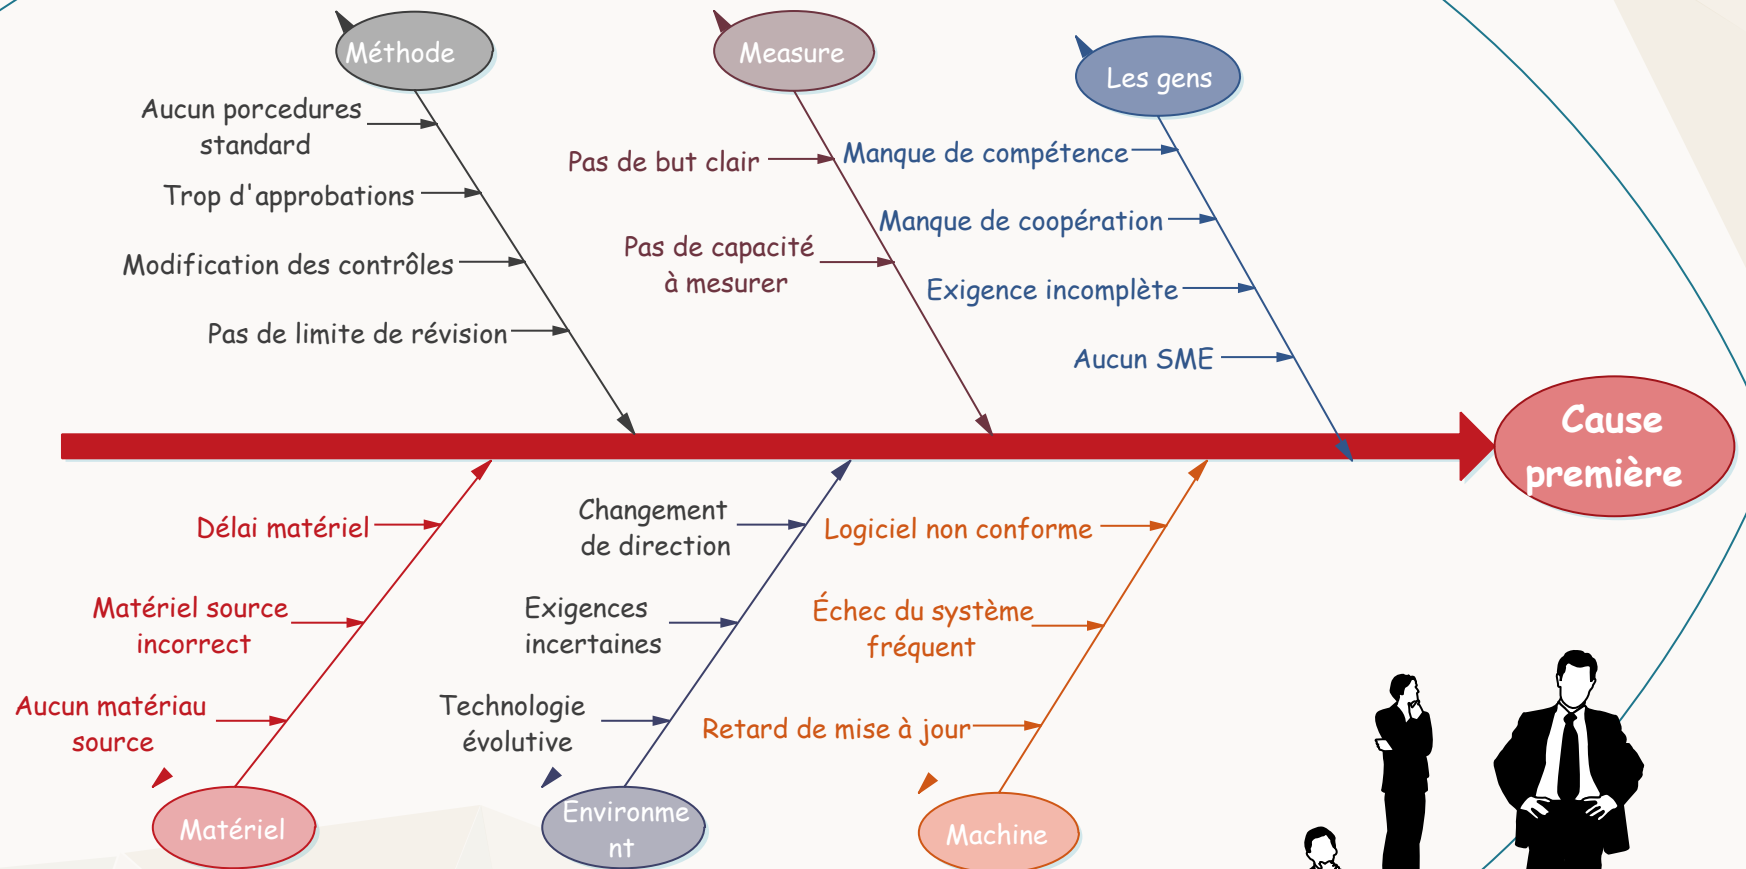 Méthode
Aucun porcedures
standard
Trop d'approbations
Modification des contrôles
Pas de limite de révision
Measure
Pas de but clair
Pas de capacité
à mesurer
Les gens
Manque de compétence
Manque de coopération
Exigence incomplète
Aucun SME
Cause
première
Délai matériel
Matériel source
incorrect
Aucun matériau
source
Matériel
Changement
de direction
Exigences
incertaines
Technologie
évolutive
Environme
nt
Logiciel non conforme
Échec du système
fréquent
Retard de mise à jour
Machine